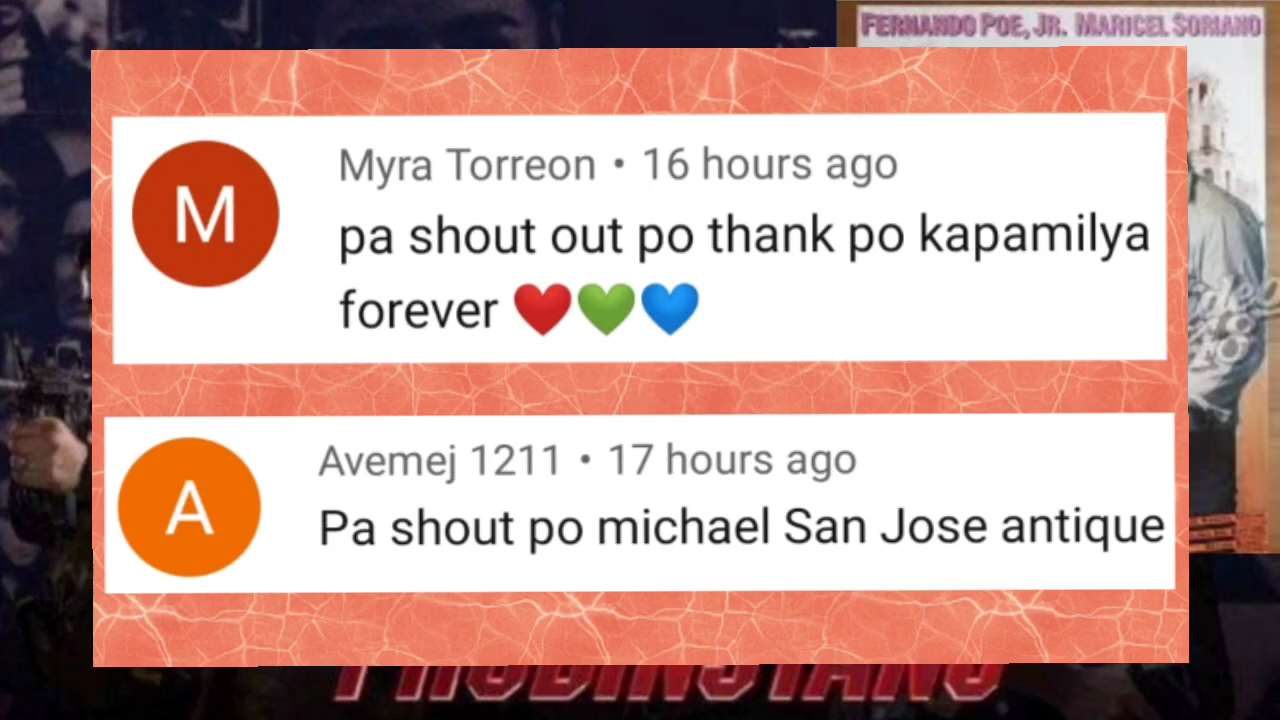 FERNANDO POE, JR. MARICEL SORIANO
M
Myra Torreon • 16 hours ago
pa shout out po thank po kapamilya
forever ❤️💚💙
A
Avemej 1211 • 17 hours ago
Pa shout po michael San Jose antique